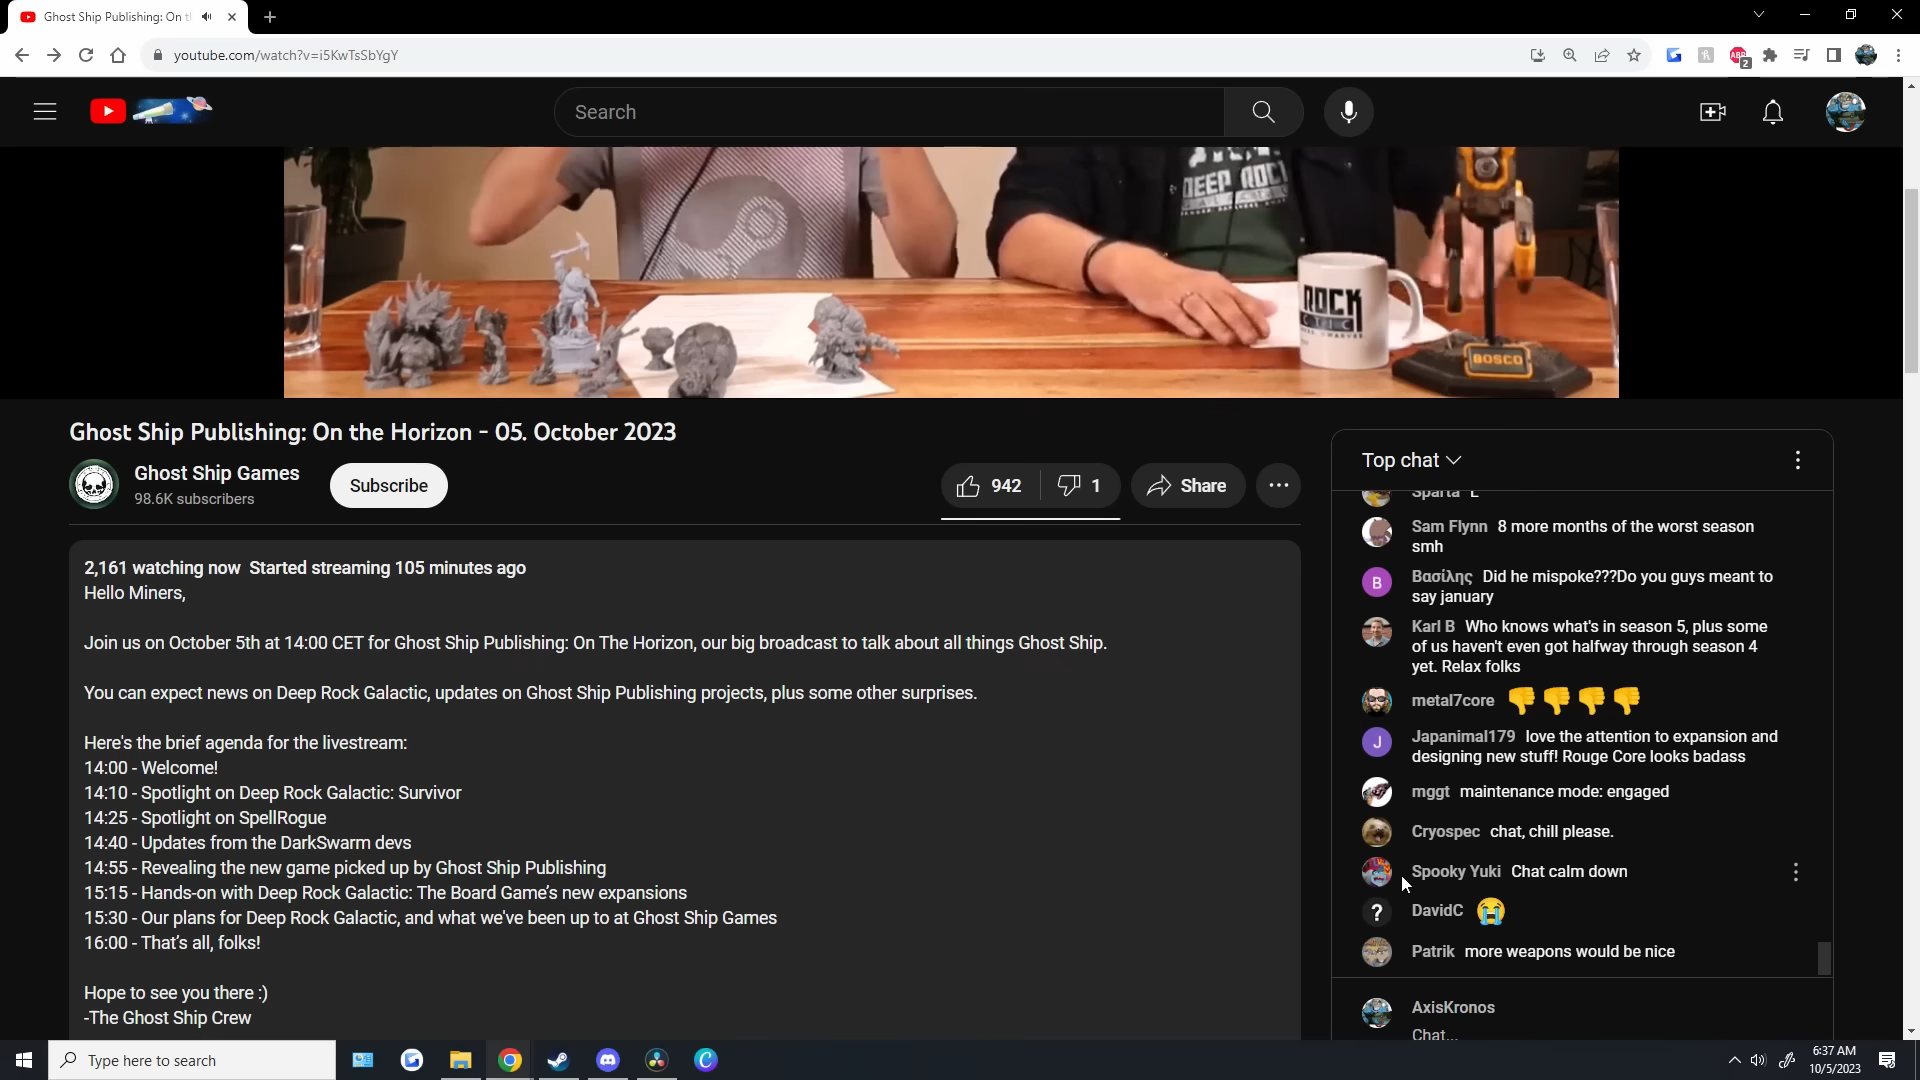 Ghost Ship Publishing: On t
youtube.com/watch?v=i5KwTsSbYgY
2
Search
DEEP ROCK
ROCK
BOSCO
Ghost Ship Publishing: On the Horizon - 05. October 2023
Ghost Ship Games
98.6K subscribers
Subscribe
942
1
Share
2,161 watching now Started streaming 105 minutes ago
Hello Miners,
Join us on October 5th at 14:00 CET for Ghost Ship Publishing: On The Horizon, our big broadcast to talk about all things Ghost Ship.
You can expect news on Deep Rock Galactic, updates on Ghost Ship Publishing projects, plus some other surprises.
Here's the brief agenda for the livestream:
14:00 - Welcome!
14:10 - Spotlight on Deep Rock Galactic: Survivor
14:25 - Spotlight on SpellRogue
14:40 - Updates from the DarkSwarm devs
14:55 - Revealing the new game picked up by Ghost Ship Publishing
15:15 - Hands-on with Deep Rock Galactic: The Board Game's new expansions
15:30 - Our plans for Deep Rock Galactic, and what we've been up to at Ghost Ship Games
16:00 - That's all, folks!
Hope to see you there :)
-The Ghost Ship Crew
Top chat
Sparta L
Sam Flynn 8 more months of the worst season
smh
B
Βασίλης Did he mispoke???Do you guys meant to
say january
Karl B Who knows what's in season 5, plus some
of us haven't even got halfway through season 4
yet. Relax folks
metal7core 👎👎👎👎
J
Japanimal179 love the attention to expansion and
designing new stuff! Rouge Core looks badass
mggt maintenance mode: engaged
Cryospec chat, chill please.
Spooky Yuki Chat calm down
?
DavidC 😭
Patrik more weapons would be nice
AxisKronos
Chat...
Type here to search
6:37 AM
10/5/2023